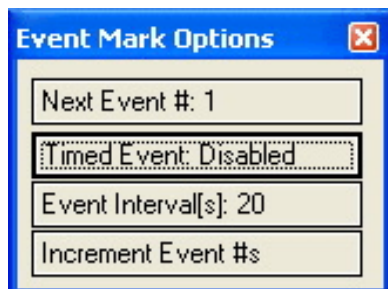 Event Mark Options
Next Event #: 1
Timed Event: Disabled
Event Interval[s]: 20
Increment Event #s